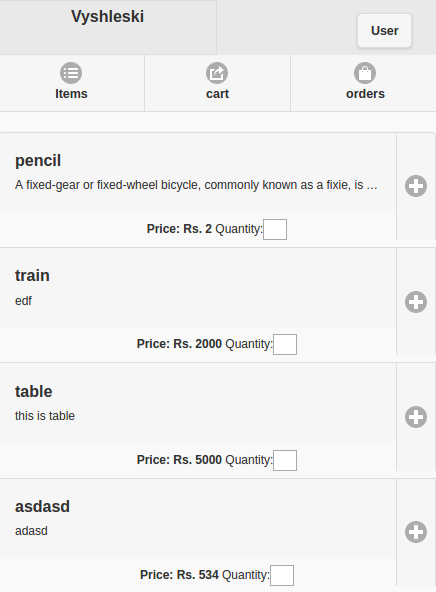 Vyshleski
User
Items
cart
orders
pencil
A fixed-gear or fixed-wheel bicycle, commonly known as a fixie, is ...
Price: Rs. 2 Quantity:
train
edf
Price: Rs. 2000 Quantity:
table
this is table
Price: Rs. 5000 Quantity:
asdasd
adasd
Price: Rs. 534 Quantity: